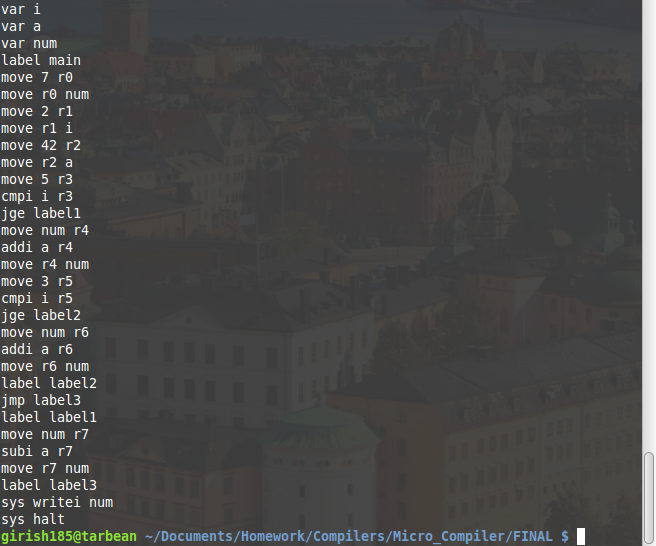 var i
var a
var num
label main
move 7 r0
move r0 num
move 2 r1
move r1 i
move 42 r2
move r2 a
move 5 r3
cmpi i r3
jge label1
move num r4
addi a r4
move r4 num
move 3 r5
cmpi i r5
jge label2
move num r6
addi a r6
move r6 num
label label2
jmp label3
label label1
move num r7
subi a r7
move r7 num
label label3
sys writei num
sys halt
girish185@tarbean ~/Documents/Homework/Compilers/Micro_Compiler/FINAL $